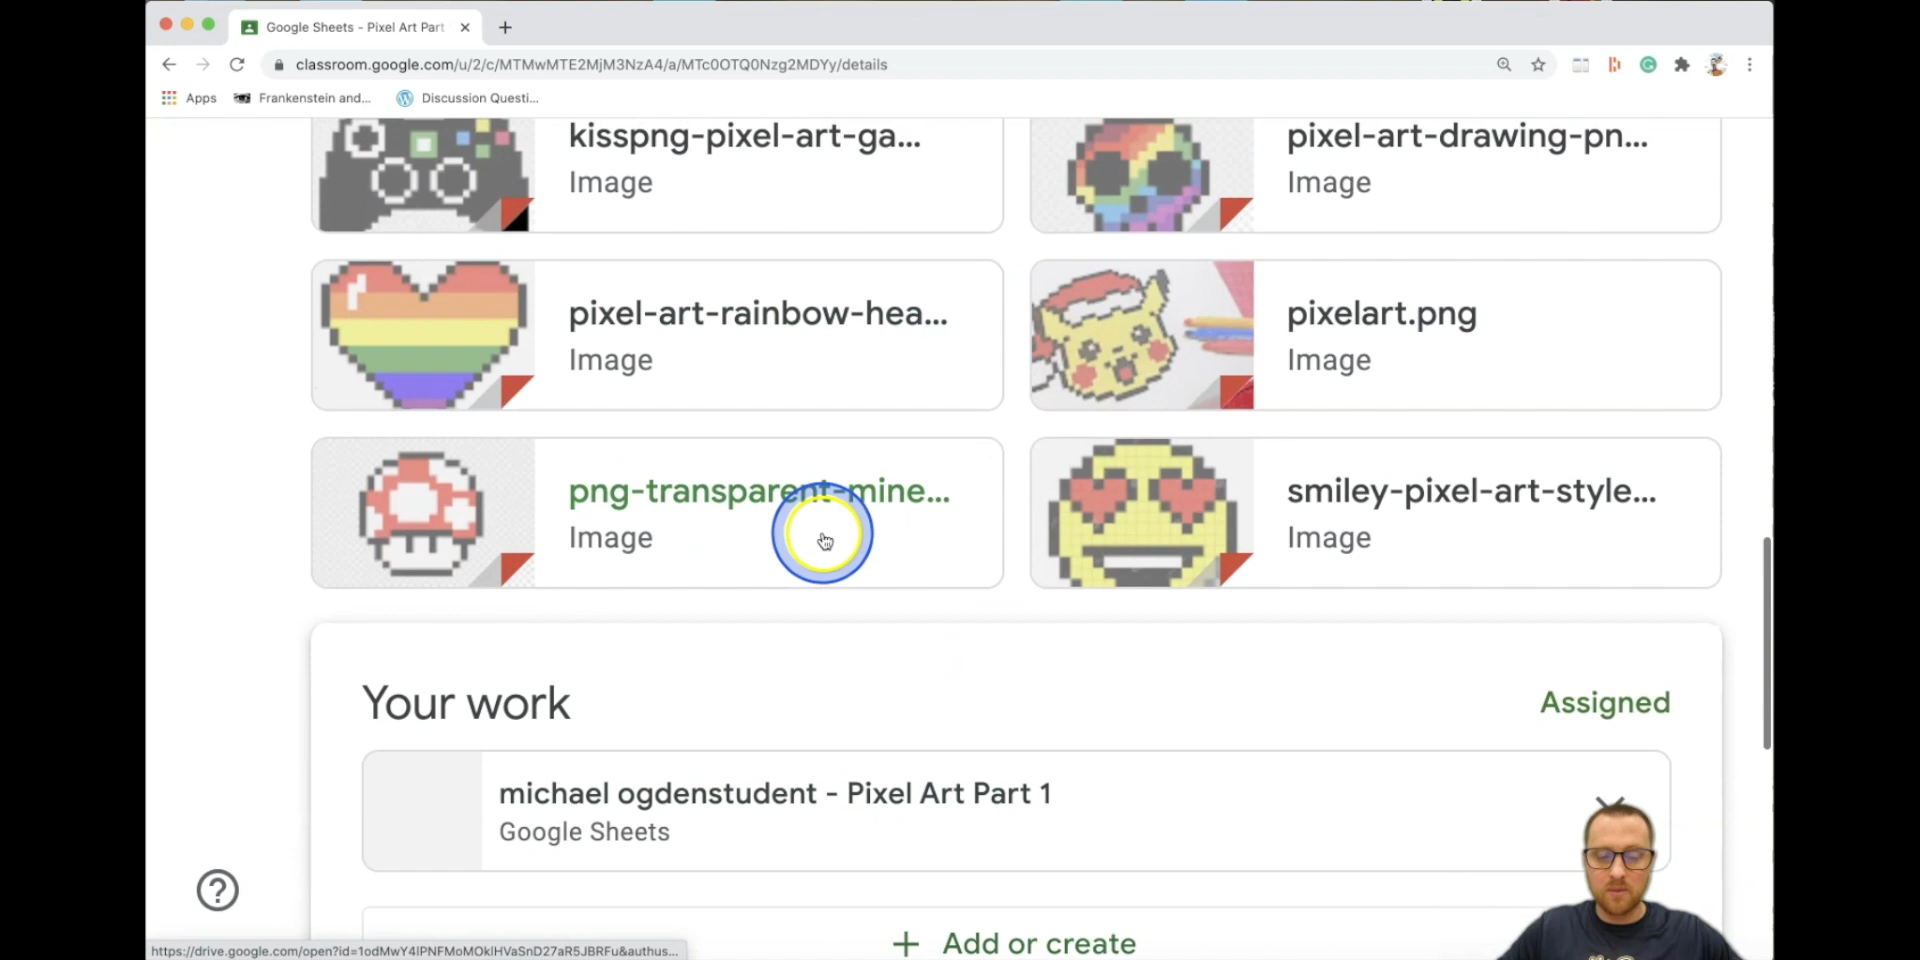 Google Sheets - Pixel Art Part
classroom.google.com/u/2/c/MTMwMTE2MjM3NzA4/a/MTc0OTQ0Nzg2MDYy/details
Apps
Frankenstein and...
Discussion Questi...
kisspng-pixel-art-ga...
Image
pixel-art-drawing-pn...
Image
pixel-art-rainbow-hea...
Image
pixelart.png
Image
png-transparent-mine...
Image
smiley-pixel-art-style...
Image
Your work
Assigned
michael ogdenstudent - Pixel Art Part 1
Google Sheets
+ Add or create
https://drive.google.com/open?id=1odMwY4lPNFMoMOklHVaSnD27aR5JBRFu&authus...